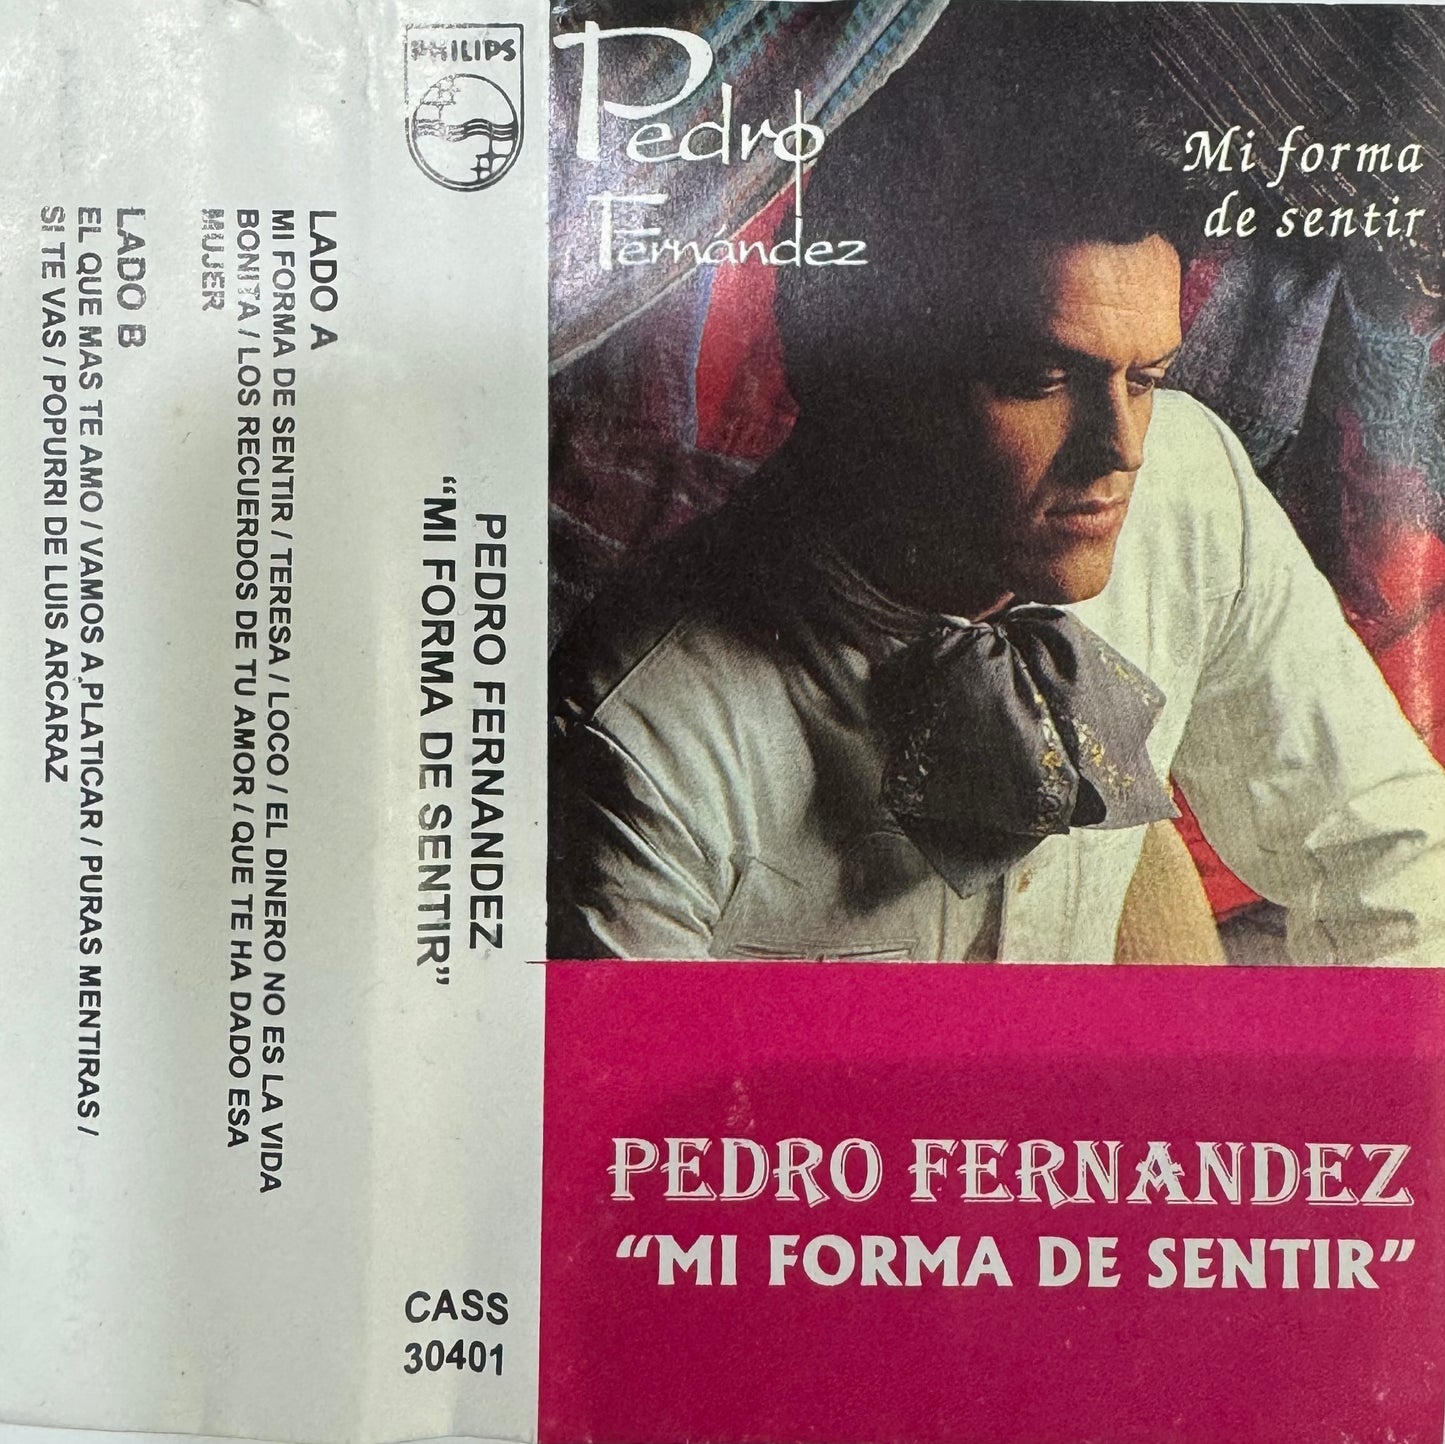 PHILIPS
LADO A
MI FORMA DE SENTIR / TERESA / LOCO / EL DINERO NO ES LA VIDA
BONITA / LOS RECUERDOS DE TU AMOR / QUE TE HA DADO ESA
MUJER
LADO B
EL QUE MAS TE AMO / VAMOS A PLATICAR / PURAS MENTIRAS /
SI TE VAS / POPURRI DE LUIS ARCARAZ
PEDRO FERNANDEZ
“MI FORMA DE SENTIR”
CASS
30401
Pedro
Fernández
Mi forma
de sentir
PEDRO FERNANDEZ
“MI FORMA DE SENTIR”